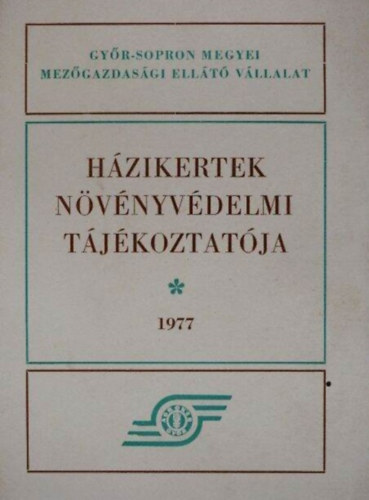 GYŐR-SOPRON MEGYEI
MEZŐGAZDASÁGI ELLÁTÓ VÁLLALAT
HÁZIKERTEK
NÖVÉNYVÉDELMI
TÁJÉKOZTATÓJA
*
1977